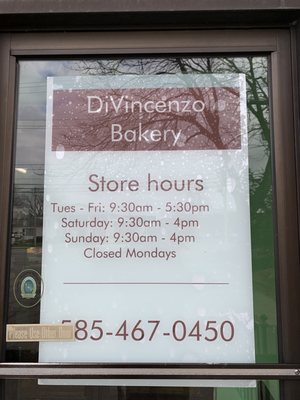 DiVincenzo
Bakery
Store hours
Tues - Fri: 9:30am - 5:30pm
Saturday: 9:30am - 4pm
Sunday: 9:30am - 4pm
Closed Mondays
585-467-0450
Please Use Other Door